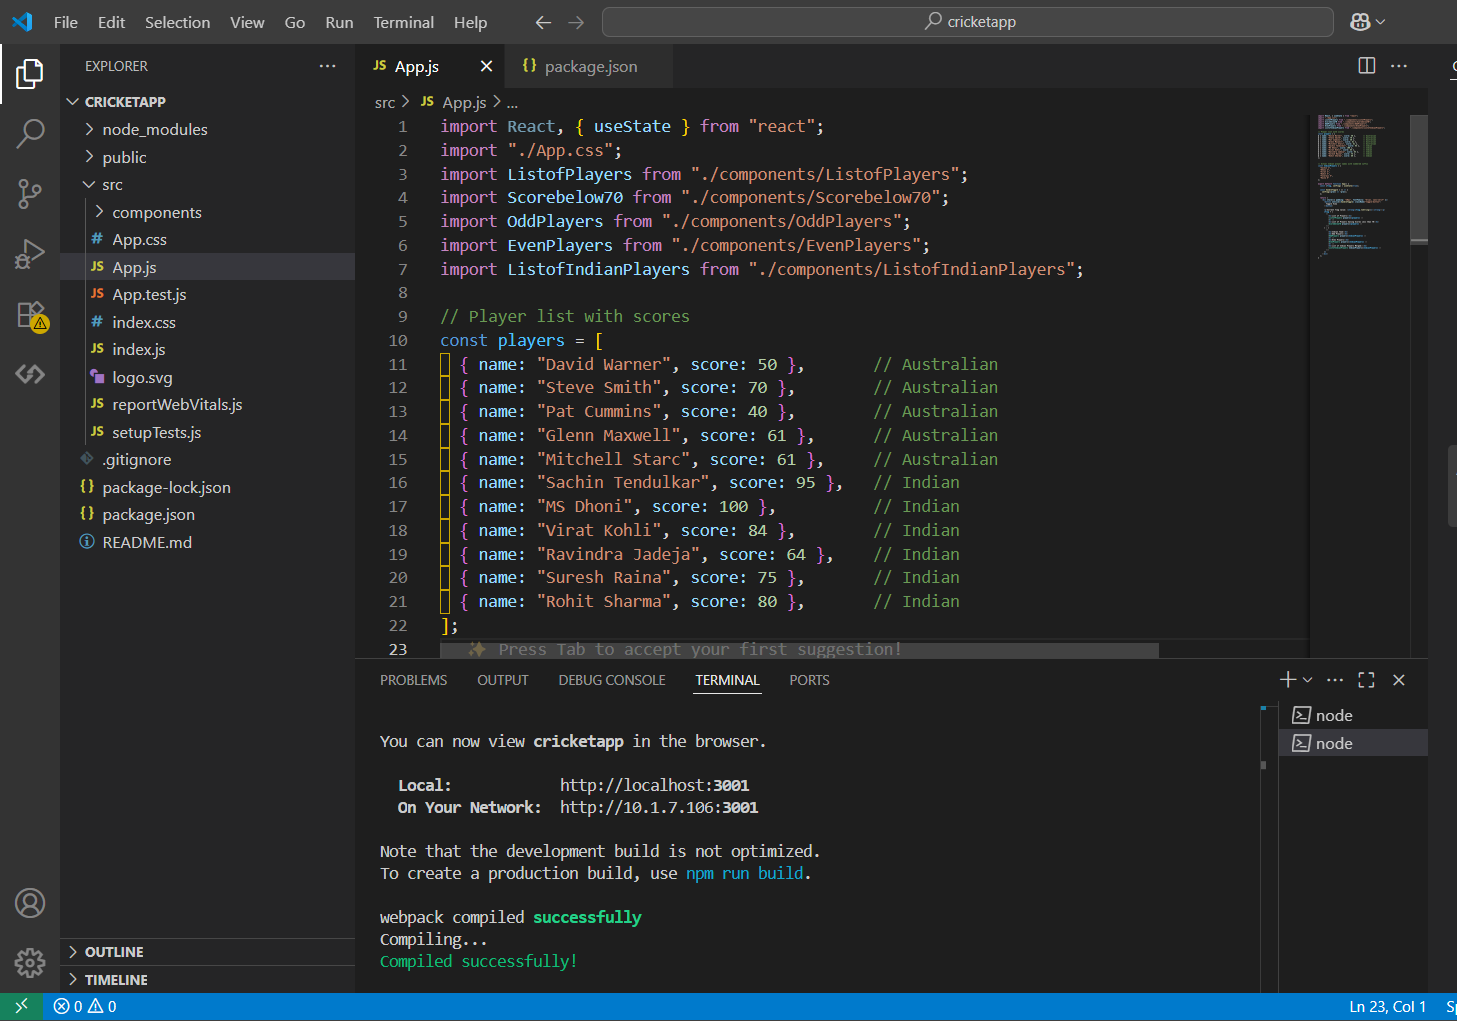 File Edit Selection View Go Run Terminal Help
cricketapp
EXPLORER
CRICKETAPP
node_modules
public
src
components
# App.css
JS App.js
JS App.test.js
# index.css
JS index.js
logo.svg
JS reportWebVitals.js
JS setupTests.js
.gitignore
{} package-lock.json
{} package.json
README.md
OUTLINE
TIMELINE
JS App.js
{} package.json
src > JS App.js > ...
1 import React, { useState } from "react";
2 import "./App.css";
3 import ListofPlayers from "./components/ListofPlayers";
4 import Scorebelow70 from "./components/Scorebelow70";
5 import OddPlayers from "./components/OddPlayers";
6 import EvenPlayers from "./components/EvenPlayers";
7 import ListofIndianPlayers from "./components/ListofIndianPlayers";
8
9 // Player list with scores
10 const players = [
11 { name: "David Warner", score: 50 }, // Australian
12 { name: "Steve Smith", score: 70 }, // Australian
13 { name: "Pat Cummins", score: 40 }, // Australian
14 { name: "Glenn Maxwell", score: 61 }, // Australian
15 { name: "Mitchell Starc", score: 61 }, // Australian
16 { name: "Sachin Tendulkar", score: 95 }, // Indian
17 { name: "MS Dhoni", score: 100 }, // Indian
18 { name: "Virat Kohli", score: 84 }, // Indian
19 { name: "Ravindra Jadeja", score: 64 }, // Indian
20 { name: "Suresh Raina", score: 75 }, // Indian
21 { name: "Rohit Sharma", score: 80 }, // Indian
22 ];
23 Press Tab to accept your first suggestion!
PROBLEMS OUTPUT DEBUG CONSOLE TERMINAL PORTS
You can now view cricketapp in the browser.
Local: http://localhost:3001
On Your Network: http://10.1.7.106:3001
Note that the development build is not optimized.
To create a production build, use npm run build.
webpack compiled successfully
Compiling...
Compiled successfully!
node
node
0 0
Ln 23, Col 1